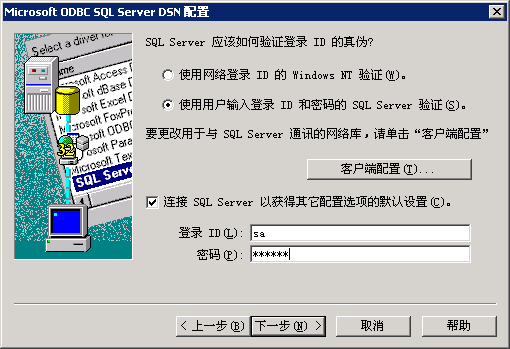 Microsoft ODBC SQL Server DSN 配置
Select a driver fo
Name
Microsoft Access
Microsoft dBase D
Microsoft Excel D
Microsoft FoxPro
Microsoft ODBC
Microsoft Para
Microsoft Tex
SQL Server
32
SQL Server 应该如何验证登录 ID 的真伪?
使用网络登录 ID 的 Windows NT 验证(W)。
使用用户输入登录 ID 和密码的 SQL Server 验证(S)。
要更改用于与 SQL Server 通讯的网络库,请单击“客户端配置”
客户端配置(T)...
连接 SQL Server 以获得其它配置选项的默认设置(C)。
登录 ID(L): sa
密码(P): ******
< 上一步(B) 下一步(N) > 取消 帮助